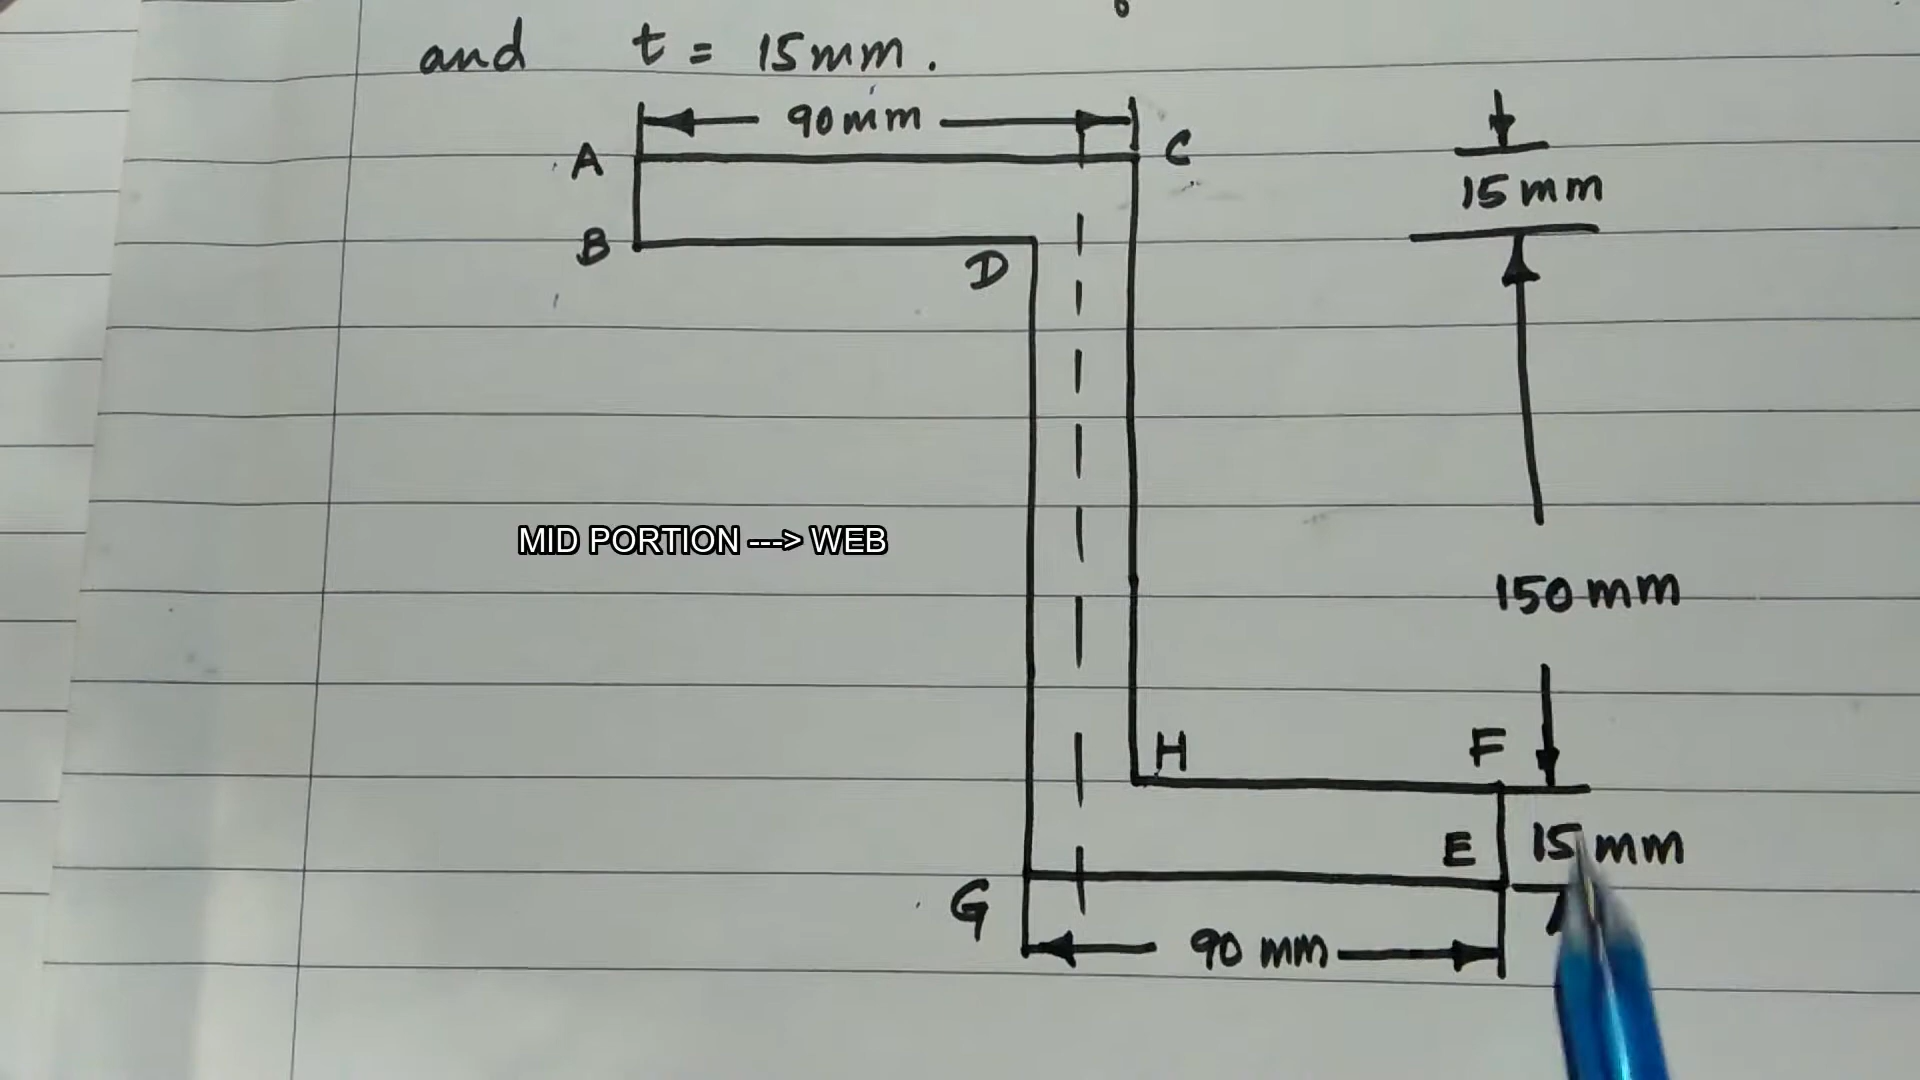 and t = 15mm.
90mm
A
C
15mm
B
D
MID PORTION ---> WEB
150mm
H
F
E
15mm
G
90 mm